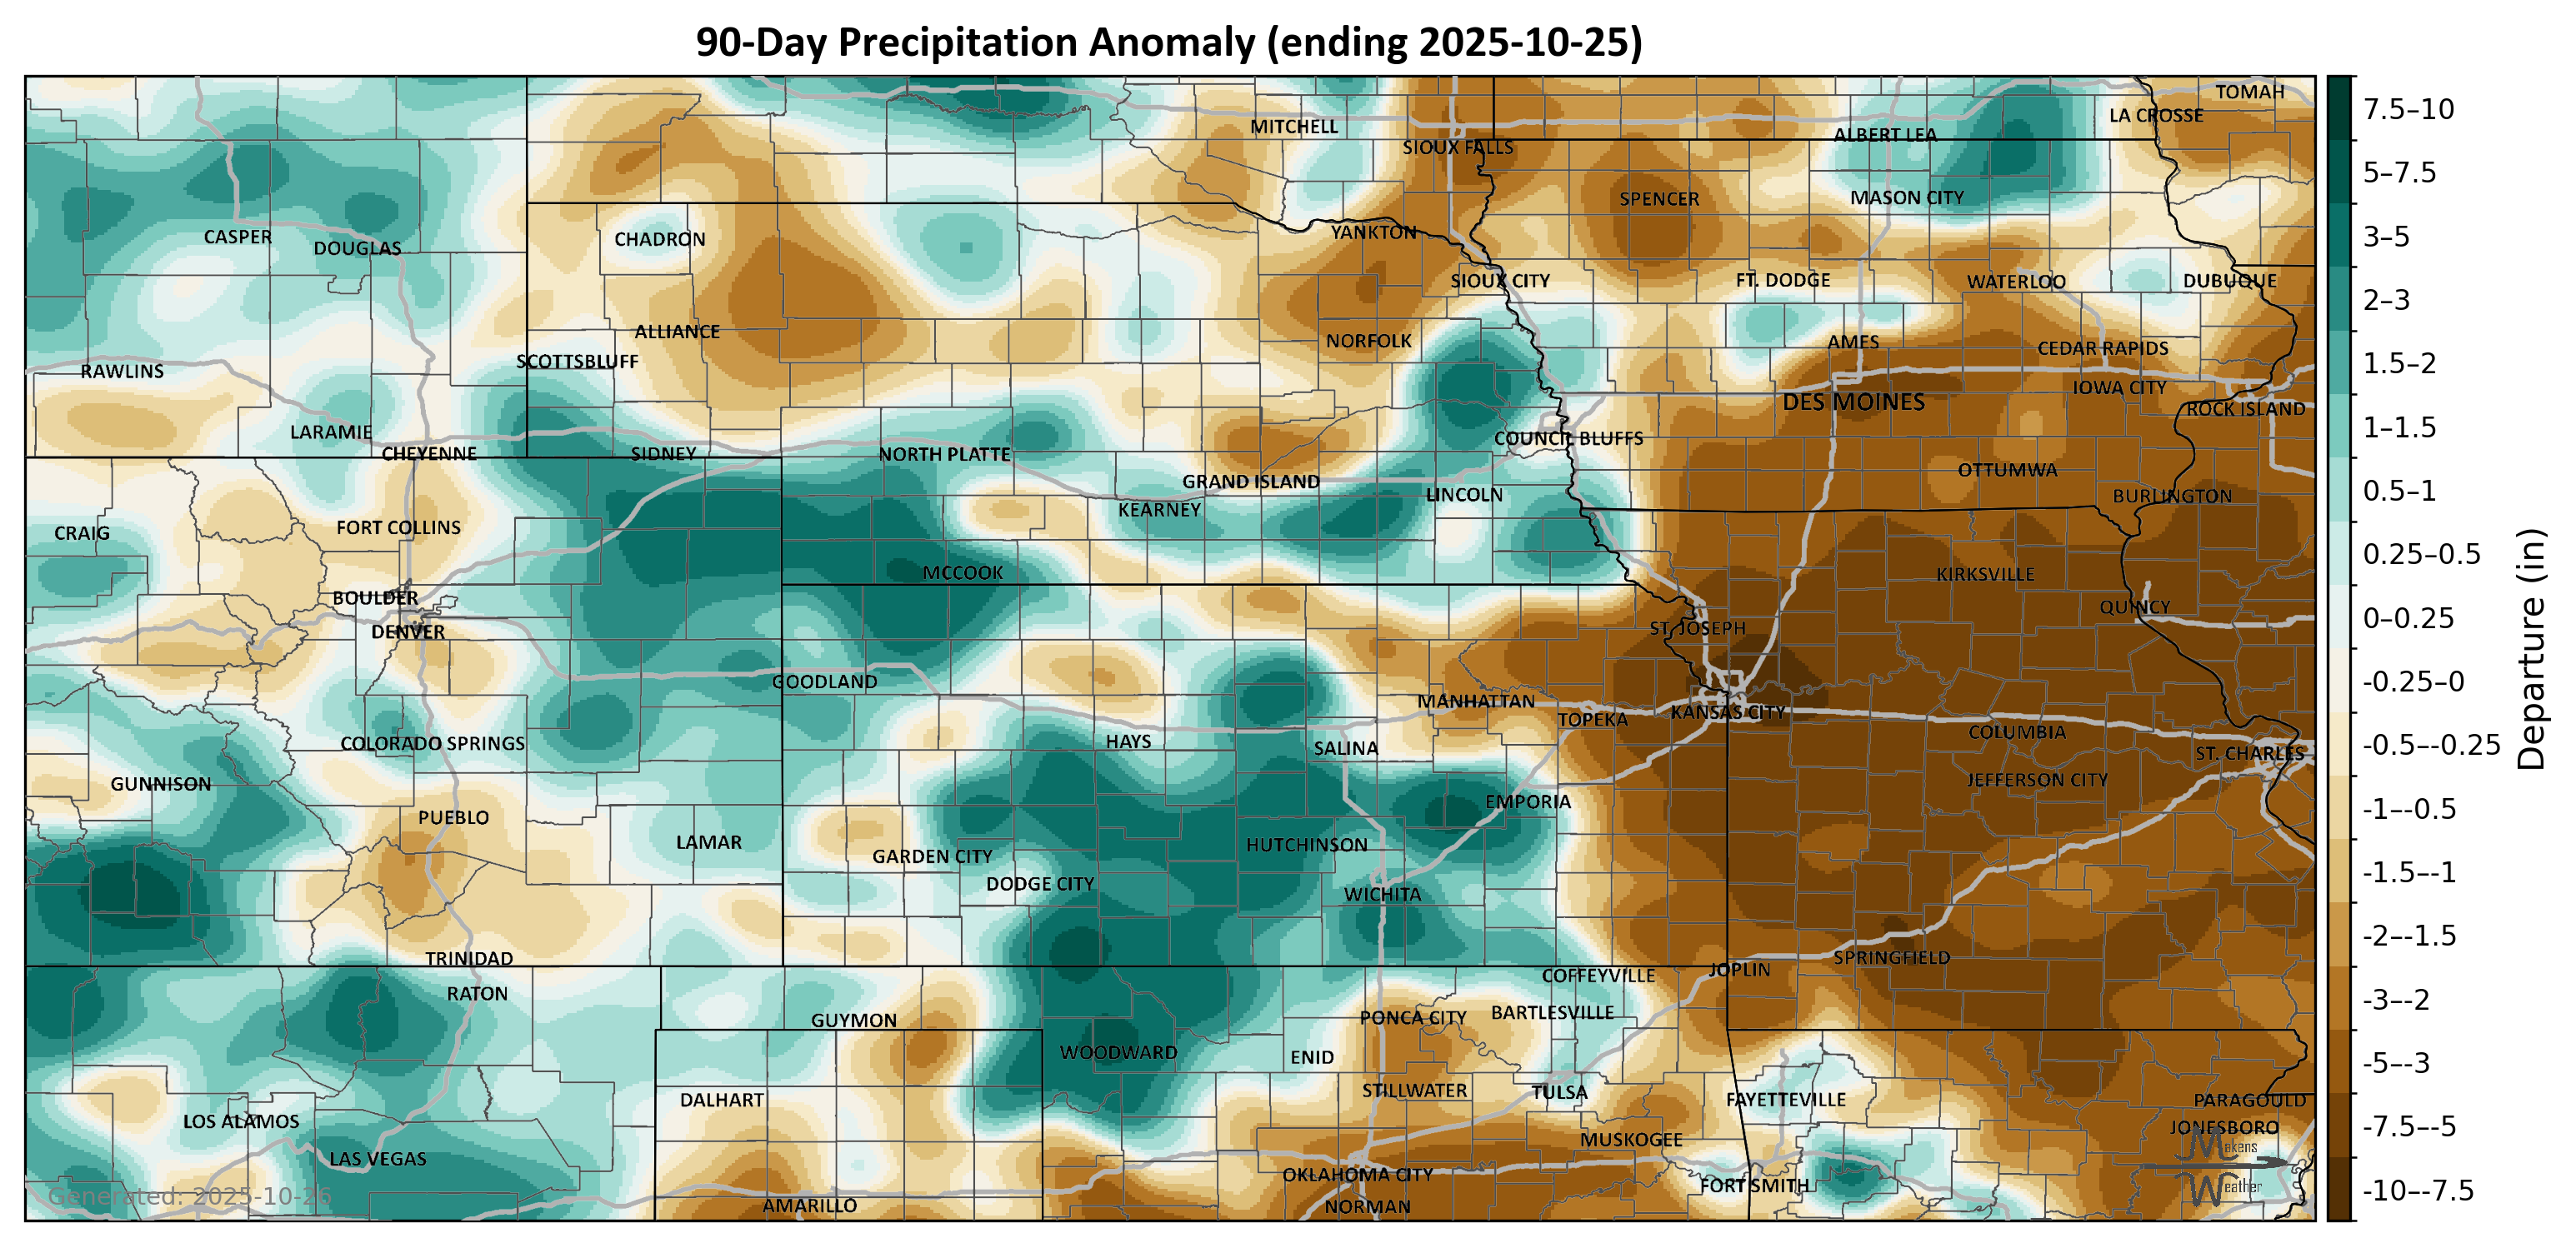 90-Day Precipitation Anomaly (ending 2025-10-25)
TOMAH
LA CROSSE
MITCHELL
ALBERT LEA
SIOUX FALLS
SPENCER
MASON CITY
CASPER
DOUGLAS
CHADRON
YANKTON
SIOUX CITY
FT. DODGE
WATERLOO
DUBUQUE
ALLIANCE
NORFOLK
AMES
CEDAR RAPIDS
SCOTTSBLUFF
RAWLINS
IOWA CITY
DES MOINES
ROCK ISLAND
LARAMIE
COUNCIL BLUFFS
CHEYENNE
SIDNEY
NORTH PLATTE
OTTUMWA
GRAND ISLAND
LINCOLN
BURLINGTON
KEARNEY
CRAIG
FORT COLLINS
MCCOOK
KIRKSVILLE
BOULDER
QUINCY
DENVER
ST. JOSEPH
GOODLAND
MANHATTAN
TOPEKA
KANSAS CITY
COLUMBIA
COLORADO SPRINGS
HAYS
SALINA
ST. CHARLES
GUNNISON
JEFFERSON CITY
EMPORIA
PUEBLO
LAMAR
HUTCHINSON
GARDEN CITY
DODGE CITY
WICHITA
TRINIDAD
SPRINGFIELD
JOPLIN
COFFEYVILLE
RATON
BARTLESVILLE
GUYMON
PONCA CITY
WOODWARD
ENID
STILLWATER
TULSA
DALHART
FAYETTEVILLE
PARAGOULD
LOS ALAMOS
JONESBORO
MUSKOGEE
Makens
LAS VEGAS
OKLAHOMA CITY
FORT SMITH
Weather
Generated: 2025-10-26
AMARILLO
NORMAN
7.5–10
5–7.5
3–5
2–3
1.5–2
1–1.5
0.5–1
0.25–0.5
0–0.25
-0.25–0
-0.5–-0.25
-1–-0.5
-1.5–-1
-2–-1.5
-3–-2
-5–-3
-7.5–-5
-10–-7.5
Departure (in)